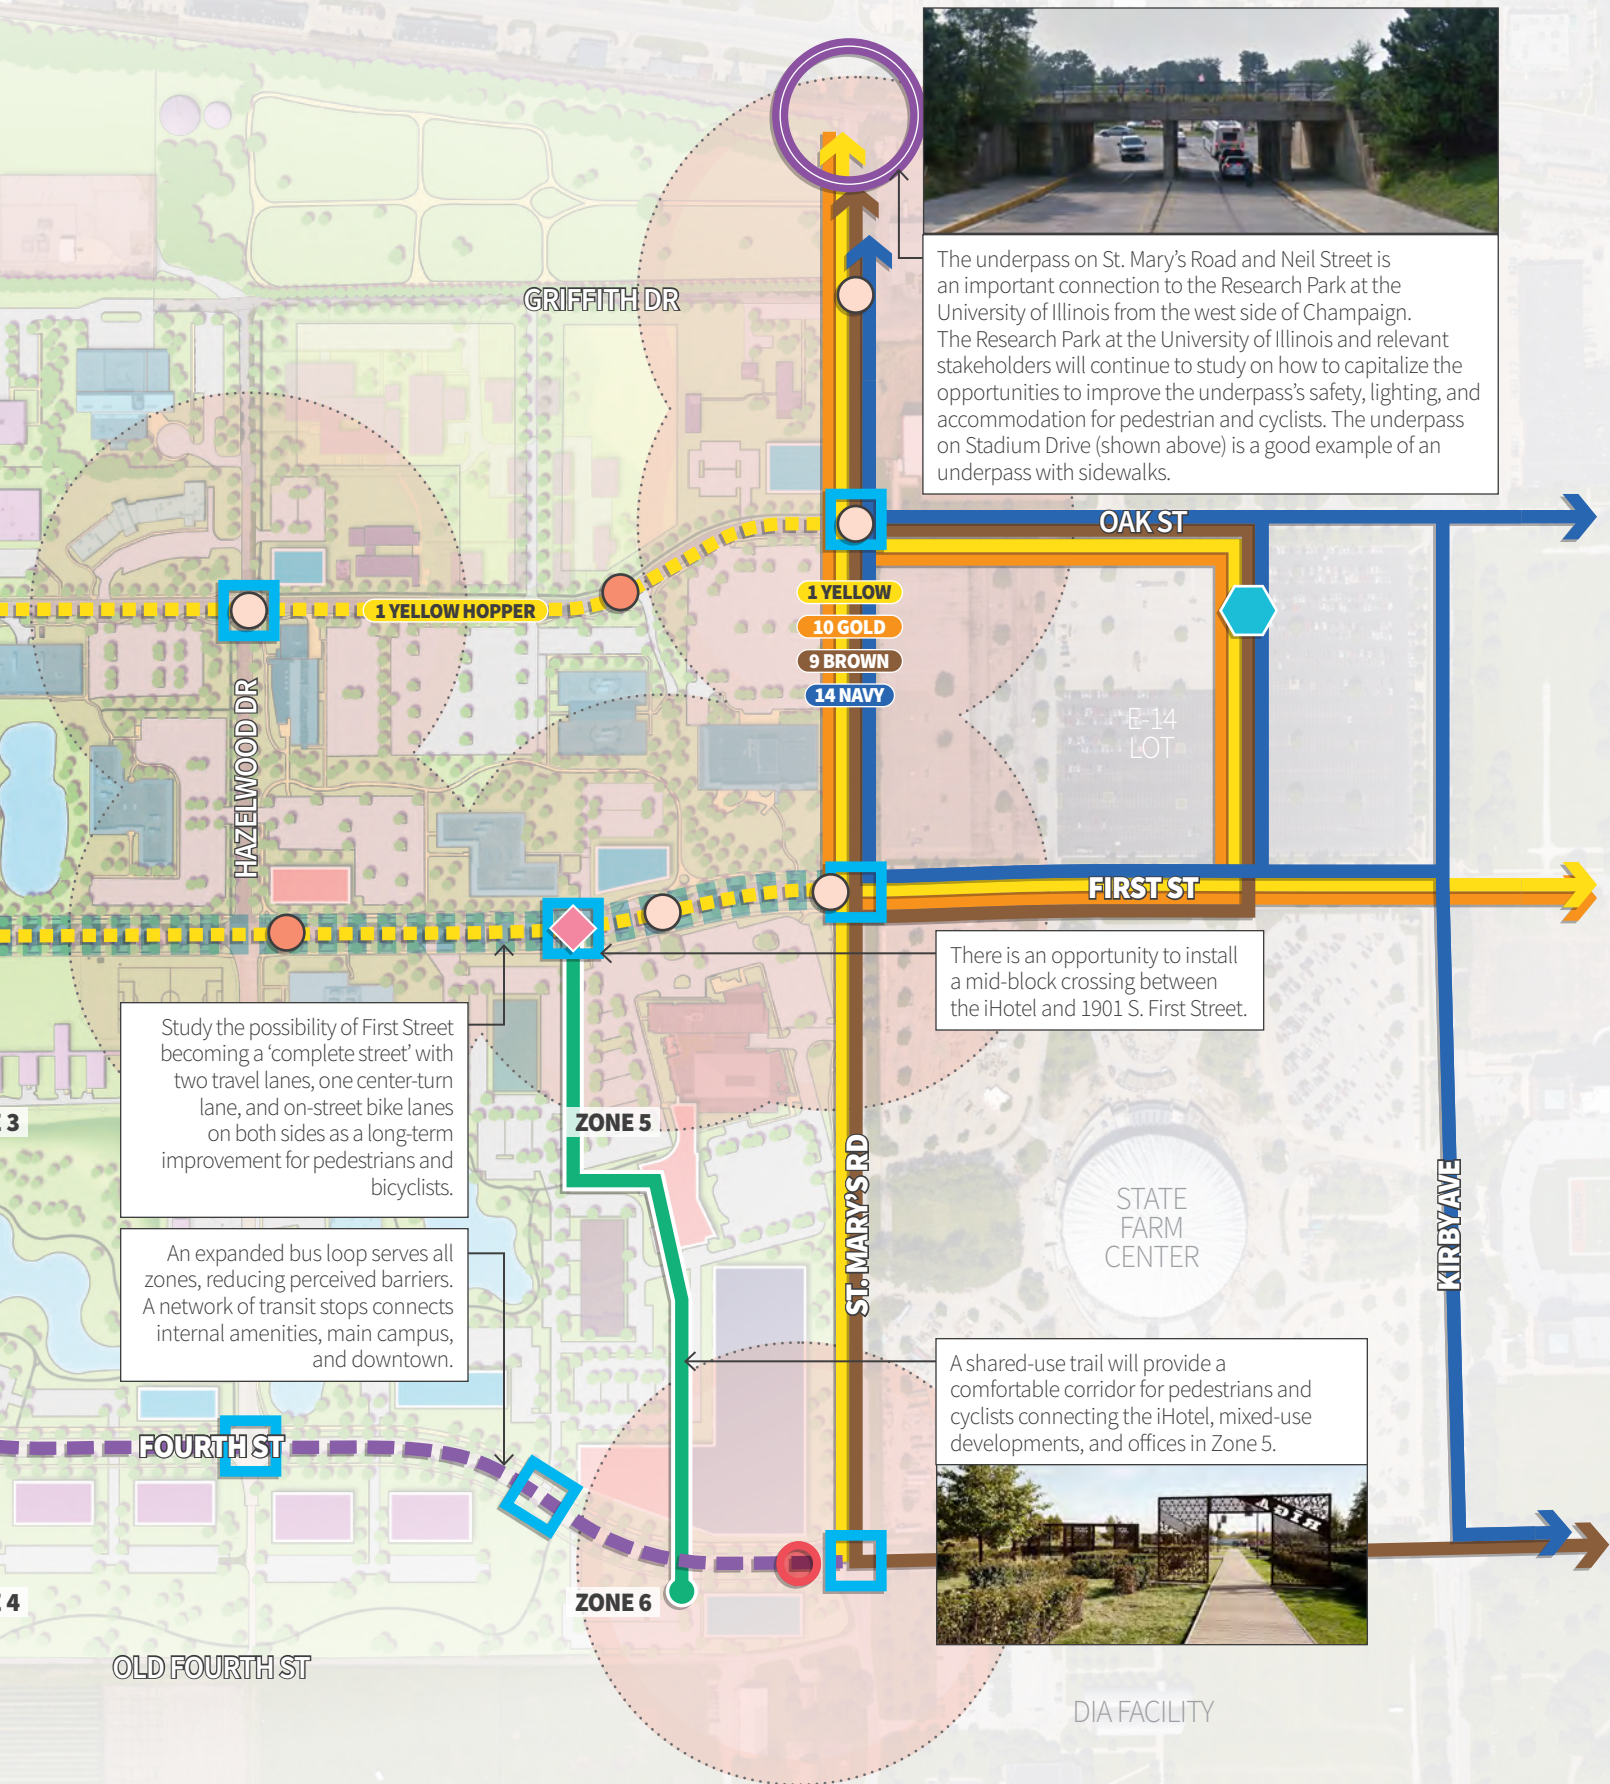 The underpass on St. Mary's Road and Neil Street is
an important connection to the Research Park at the
University of Illinois from the west side of Champaign.
The Research Park at the University of Illinois and relevant
stakeholders will continue to study on how to capitalize the
opportunities to improve the underpass's safety, lighting, and
accommodation for pedestrian and cyclists. The underpass
on Stadium Drive (shown above) is a good example of an
underpass with sidewalks.
GRIFFITH DR
OAK ST
1 YELLOW HOPPER
1 YELLOW
10 GOLD
9 BROWN
14 NAVY
E-14
LOT
HAZELWOOD DR
FIRST ST
There is an opportunity to install
a mid-block crossing between
the iHotel and 1901 S. First Street.
Study the possibility of First Street
becoming a 'complete street' with
two travel lanes, one center-turn
lane, and on-street bike lanes
on both sides as a long-term
improvement for pedestrians and
bicyclists.
3
ZONE 5
ST. MARY'S RD
STATE
FARM
CENTER
KIRBY AVE
An expanded bus loop serves all
zones, reducing perceived barriers.
A network of transit stops connects
internal amenities, main campus,
and downtown.
A shared-use trail will provide a
comfortable corridor for pedestrians and
cyclists connecting the iHotel, mixed-use
developments, and offices in Zone 5.
FOURTH ST
4
ZONE 6
OLD FOURTH ST
DIA FACILITY